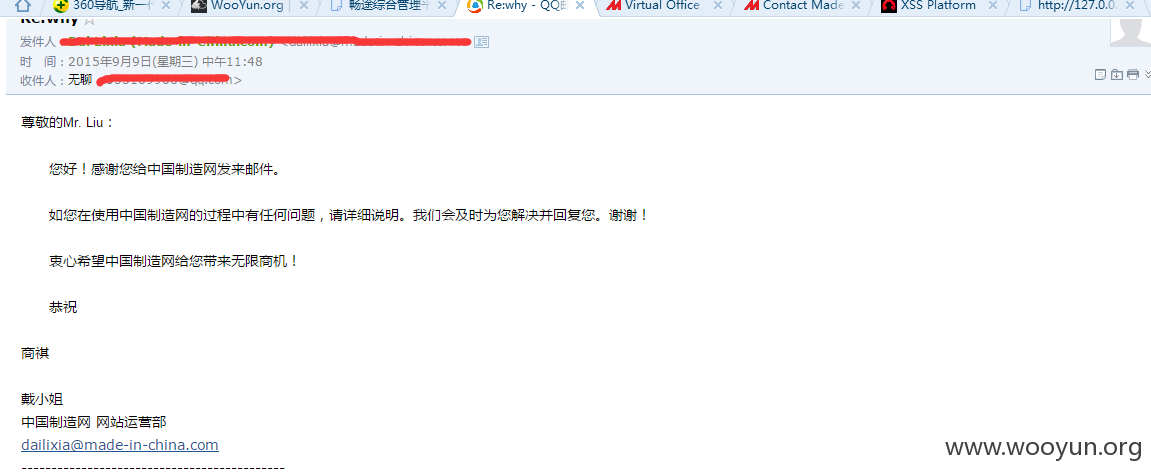 360导航_新一代 WooYun.org 畅途综合管理平 Re:why - QQ邮 Virtual Office Contact Made XSS Platform http://127.0.0.
Re:why
发件人：
时 间：2015年9月9日(星期三) 中午11:48
收件人：无聊
尊敬的Mr. Liu：
您好！感谢您给中国制造网发来邮件。
如您在使用中国制造网的过程中有任何问题，请详细说明。我们会及时为您解决并回复您。谢谢！
衷心希望中国制造网给您带来无限商机！
恭祝
商祺
戴小姐
中国制造网 网站运营部
dailixia@made-in-china.com
---------------------------------------------
www.wooyun.org